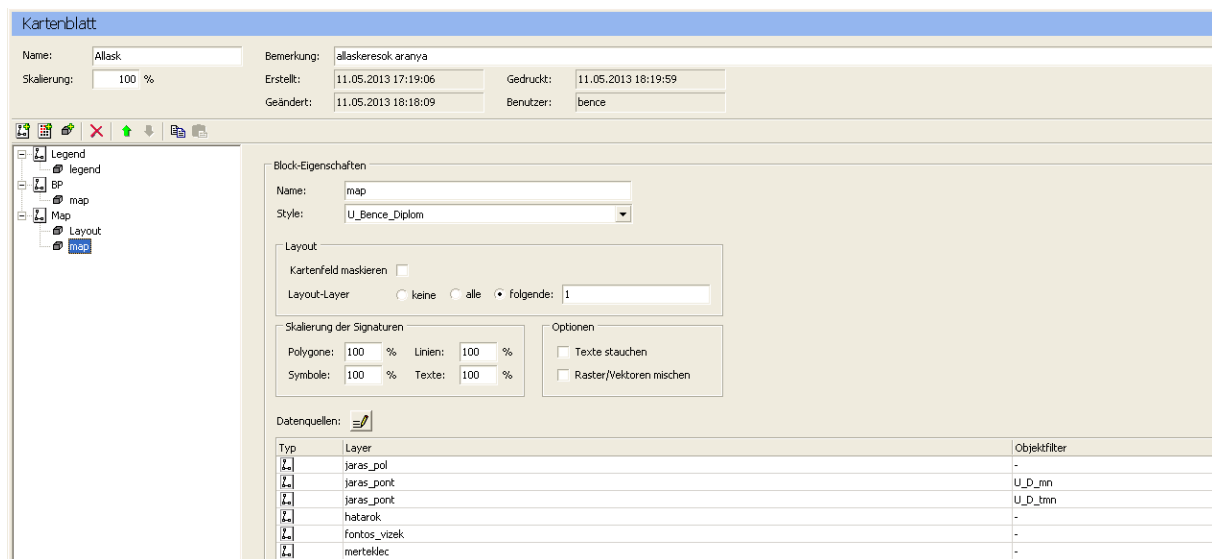 Kartenblatt
Name: Allask Bemerkung: allaskeresok aranya
Skalierung: 100 % Erstellt: 11.05.2013 17:19:06 Gedruckt: 11.05.2013 18:19:59
Geändert: 11.05.2013 18:18:09 Benutzer: bence
Legend
legend
BP
map
Map
Layout
map
Block-Eigenschaften
Name: map
Style: U_Bence_Diplom
Layout
Kartenfeld maskieren
Layout-Layer keine alle folgende: 1
Skalierung der Signaturen
Polygone: 100 % Linien: 100 %
Symbole: 100 % Texte: 100 %
Optionen
Texte stauchen
Raster/Vektoren mischen
Datenquellen:
Typ Layer Objektfilter
jaras_pol -
jaras_pont U_D_mn
jaras_pont U_D_tmn
hatarok -
fontos_vizek -
merteklec -